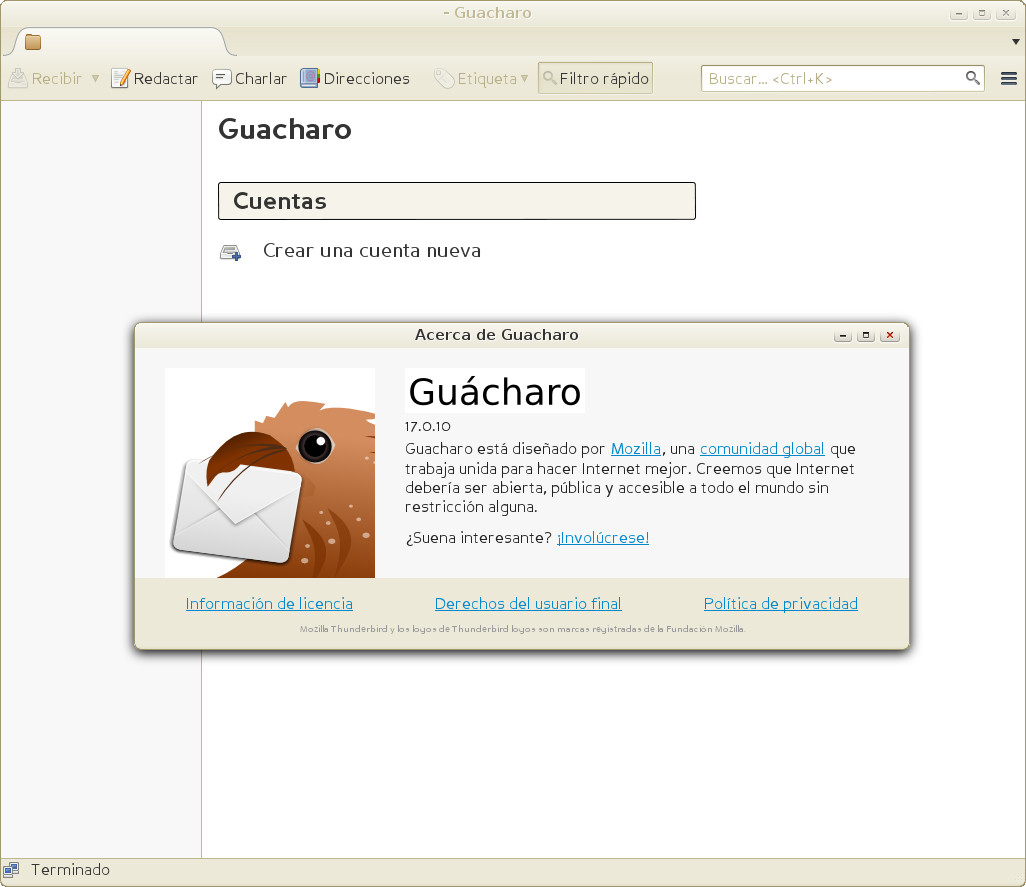 - Guacharo
Recibir Redactar Charlar Direcciones Etiqueta Filtro rápido Buscar... <Ctrl+K>
Guacharo
Cuentas
Crear una cuenta nueva
Acerca de Guacharo
Guácharo
17.0.10
Guacharo está diseñado por Mozilla, una comunidad global que
trabaja unida para hacer Internet mejor. Creemos que Internet
debería ser abierta, pública y accesible a todo el mundo sin
restricción alguna.
¿Suena interesante? ¡Involúcrese!
Información de licencia Derechos del usuario final Política de privacidad
Mozilla Thunderbird y los logos de Thunderbird logos son marcas registradas de la Fundación Mozilla.
Terminado